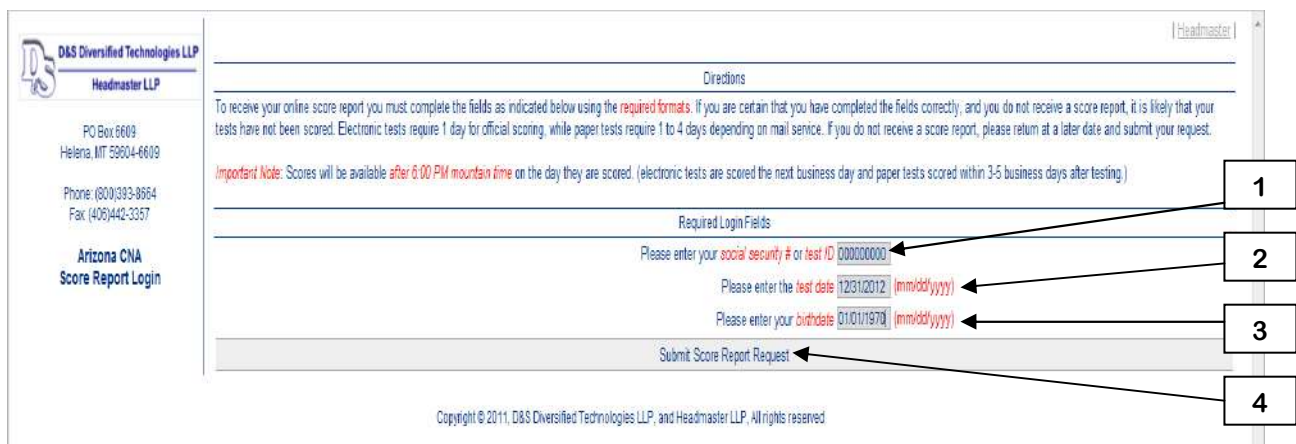 | Headmaster |
D&S Diversified Technologies LLP
Headmaster LLP
PO Box 6609
Helena, MT 59604-6609
Phone: (800)393-8664
Fax: (406)442-3357
Arizona CNA
Score Report Login
Directions
To receive your online score report you must complete the fields as indicated below using the required formats. If you are certain that you have completed the fields correctly, and you do not receive a score report, it is likely that your
tests have not been scored. Electronic tests require 1 day for official scoring, while paper tests require 1 to 4 days depending on mail service. If you do not receive a score report, please return at a later date and submit your request.
Important Note: Scores will be available after 6:00 PM mountain time on the day they are scored. (electronic tests are scored the next business day and paper tests scored within 3-5 business days after testing.)
Required Login Fields
Please enter your social security # or test ID 000000000
1
Please enter the test date 12/31/2012 (mm/dd/yyyy)
2
Please enter your birthdate 01/01/1970 (mm/dd/yyyy)
3
Submit Score Report Request
4
Copyright © 2011, D&S Diversified Technologies LLP, and Headmaster LLP, All rights reserved